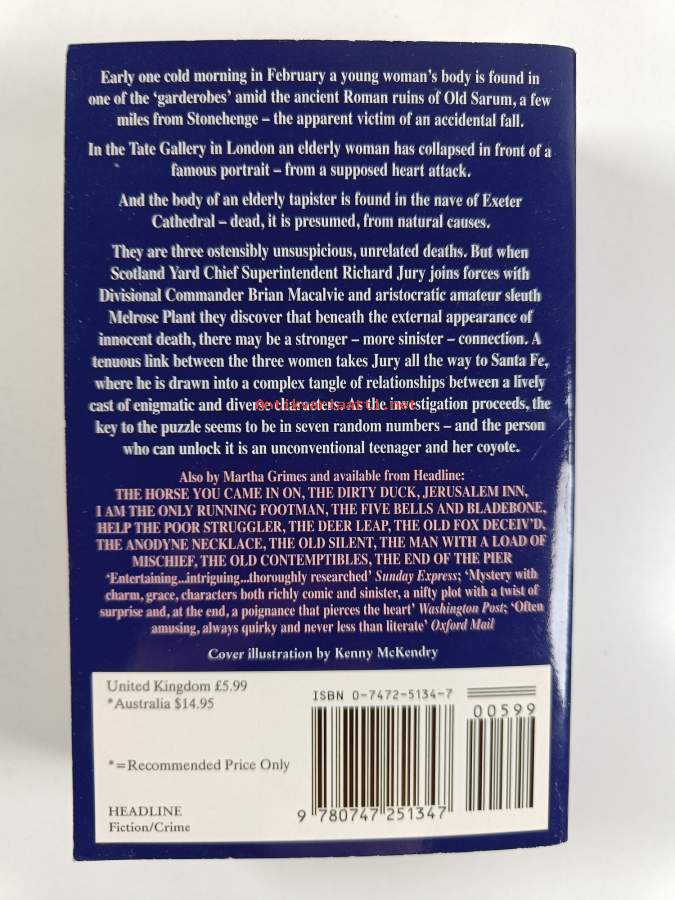 Early one cold morning in February a young woman's body is found in
one of the 'garderobes' amid the ancient Roman ruins of Old Sarum, a few
miles from Stonehenge – the apparent victim of an accidental fall.
In the Tate Gallery in London an elderly woman has collapsed in front of a
famous portrait – from a supposed heart attack.
And the body of an elderly tapister is found in the nave of Exeter
Cathedral – dead, it is presumed, from natural causes.
They are three ostensibly unsuspicious, unrelated deaths. But when
Scotland Yard Chief Superintendent Richard Jury joins forces with
Divisional Commander Brian Macalvie and aristocratic amateur sleuth
Melrose Plant they discover that beneath the external appearance of
innocent death, there may be a stronger – more sinister – connection. A
tenuous link between the three women takes Jury all the way to Santa Fe,
where he is drawn into a complex tangle of relationships between a lively
cast of enigmatic and diverse characters. As the investigation proceeds, the
key to the puzzle seems to be in seven random numbers – and the person
who can unlock it is an unconventional teenager and her coyote.
Also by Martha Grimes and available from Headline:
THE HORSE YOU CAME IN ON, THE DIRTY DUCK, JERUSALEM INN,
I AM THE ONLY RUNNING FOOTMAN, THE FIVE BELLS AND BLADEBONE,
HELP THE POOR STRUGGLER, THE DEER LEAP, THE OLD FOX DECEIV'D,
THE ANODYNE NECKLACE, THE OLD SILENT, THE MAN WITH A LOAD OF
MISCHIEF, THE OLD CONTEMPTIBLES, THE END OF THE PIER
'Entertaining...intriguing...thoroughly researched' Sunday Express; 'Mystery with
charm, grace, characters both richly comic and sinister, a nifty plot with a twist of
surprise and, at the end, a poignance that pierces the heart' Washington Post; 'Often
amusing, always quirky and never less than literate' Oxford Mail
Cover illustration by Kenny McKendry
United Kingdom £5.99
*Australia $14.95
*=Recommended Price Only
HEADLINE
Fiction/Crime
ISBN 0-7472-5134-7
00599
9 780747 251347